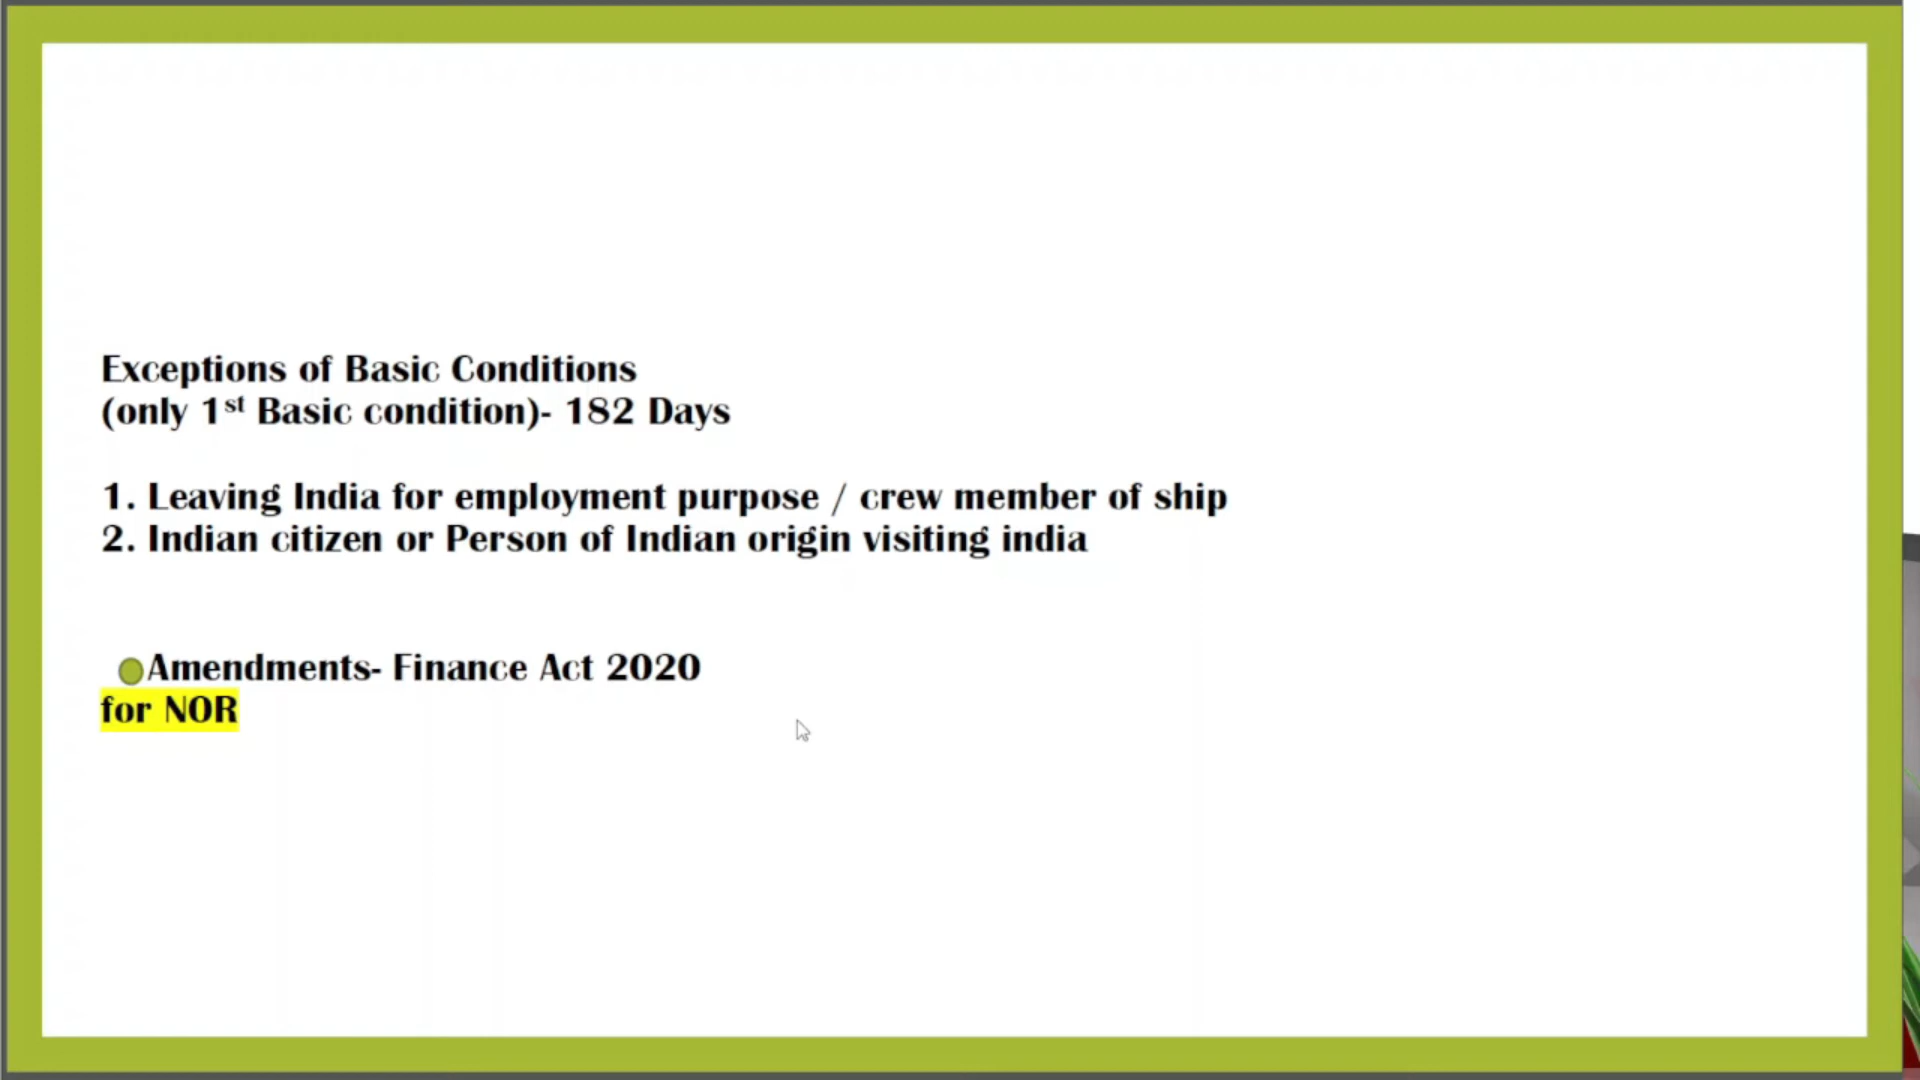 Exceptions of Basic Conditions
(only 1st Basic condition)- 182 Days
1. Leaving India for employment purpose / crew member of ship
2. Indian citizen or Person of Indian origin visiting india
Amendments- Finance Act 2020
for NOR